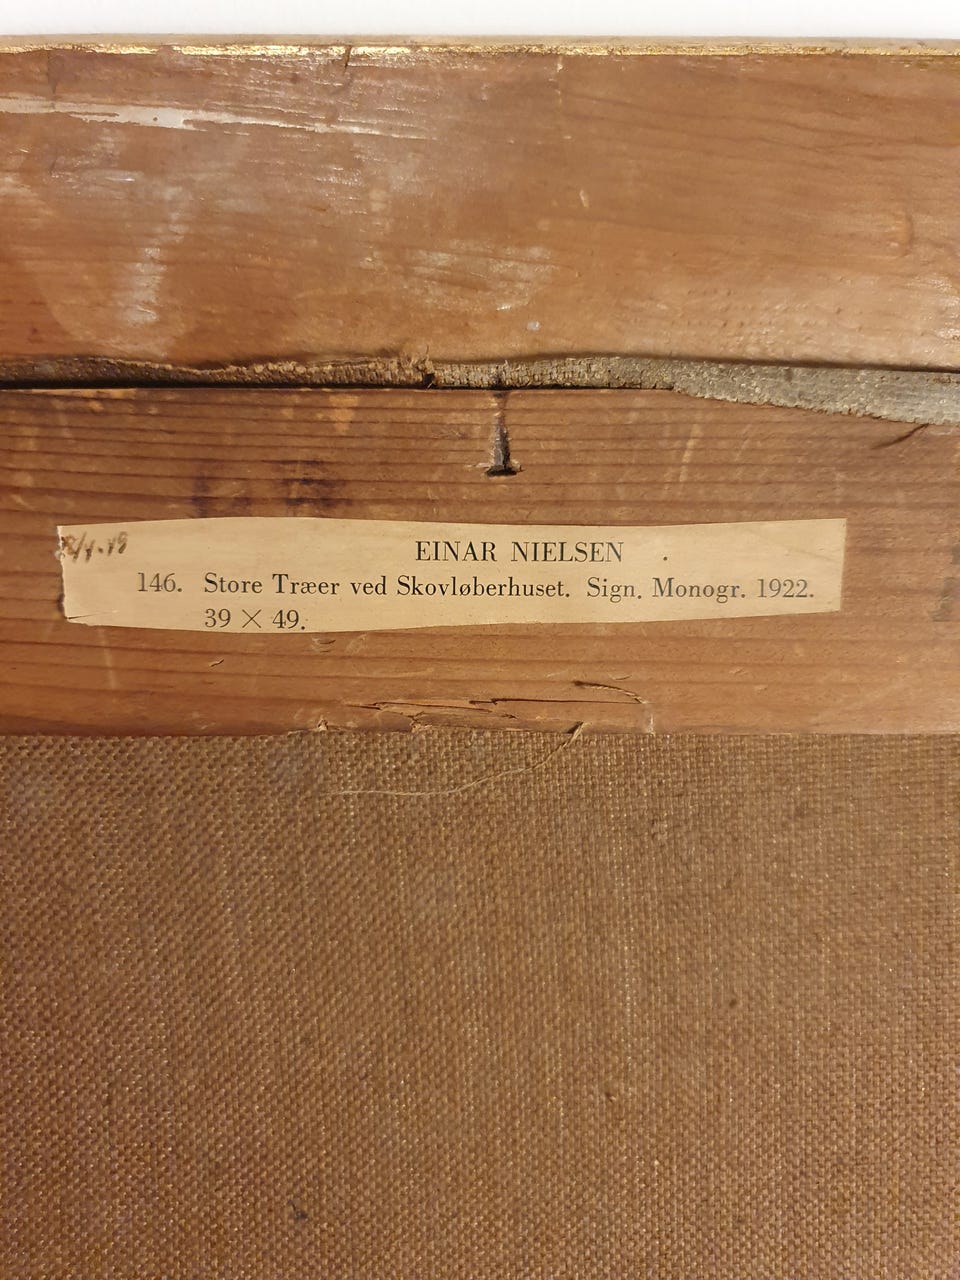 EINAR NIELSEN
146. Store Træer ved Skovløberhuset. Sign. Monogr. 1922.
39 × 49.